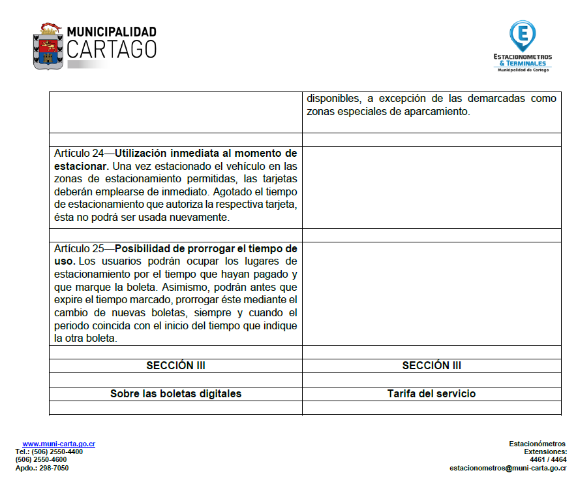 MUNICIPALIDAD
CARTAGO
ESTACIONOMETROS
& TERMINALES
Municipalidad de Cartago
disponibles, a excepción de las demarcadas como
zonas especiales de aparcamiento.
Artículo 24—Utilización inmediata al momento de
estacionar. Una vez estacionado el vehículo en las
zonas de estacionamiento permitidas, las tarjetas
deberán emplearse de inmediato. Agotado el tiempo
de estacionamiento que autoriza la respectiva tarjeta,
ésta no podrá ser usada nuevamente.
Artículo 25—Posibilidad de prorrogar el tiempo de
uso. Los usuarios podrán ocupar los lugares de
estacionamiento por el tiempo que hayan pagado y
que marque la boleta. Asimismo, podrán antes que
expire el tiempo marcado, prorrogar éste mediante el
cambio de nuevas boletas, siempre y cuando el
periodo coincida con el inicio del tiempo que indique
la otra boleta.
SECCIÓN III
SECCIÓN III
Sobre las boletas digitales
Tarifa del servicio
www.muni-carta.go.cr
Tel.: (506) 2550-4400
(506) 2550-4600
Apdo.: 298-7050
Estacionómetros
Extensiones:
4461 / 4464
estacionometros@muni-carta.go.cr